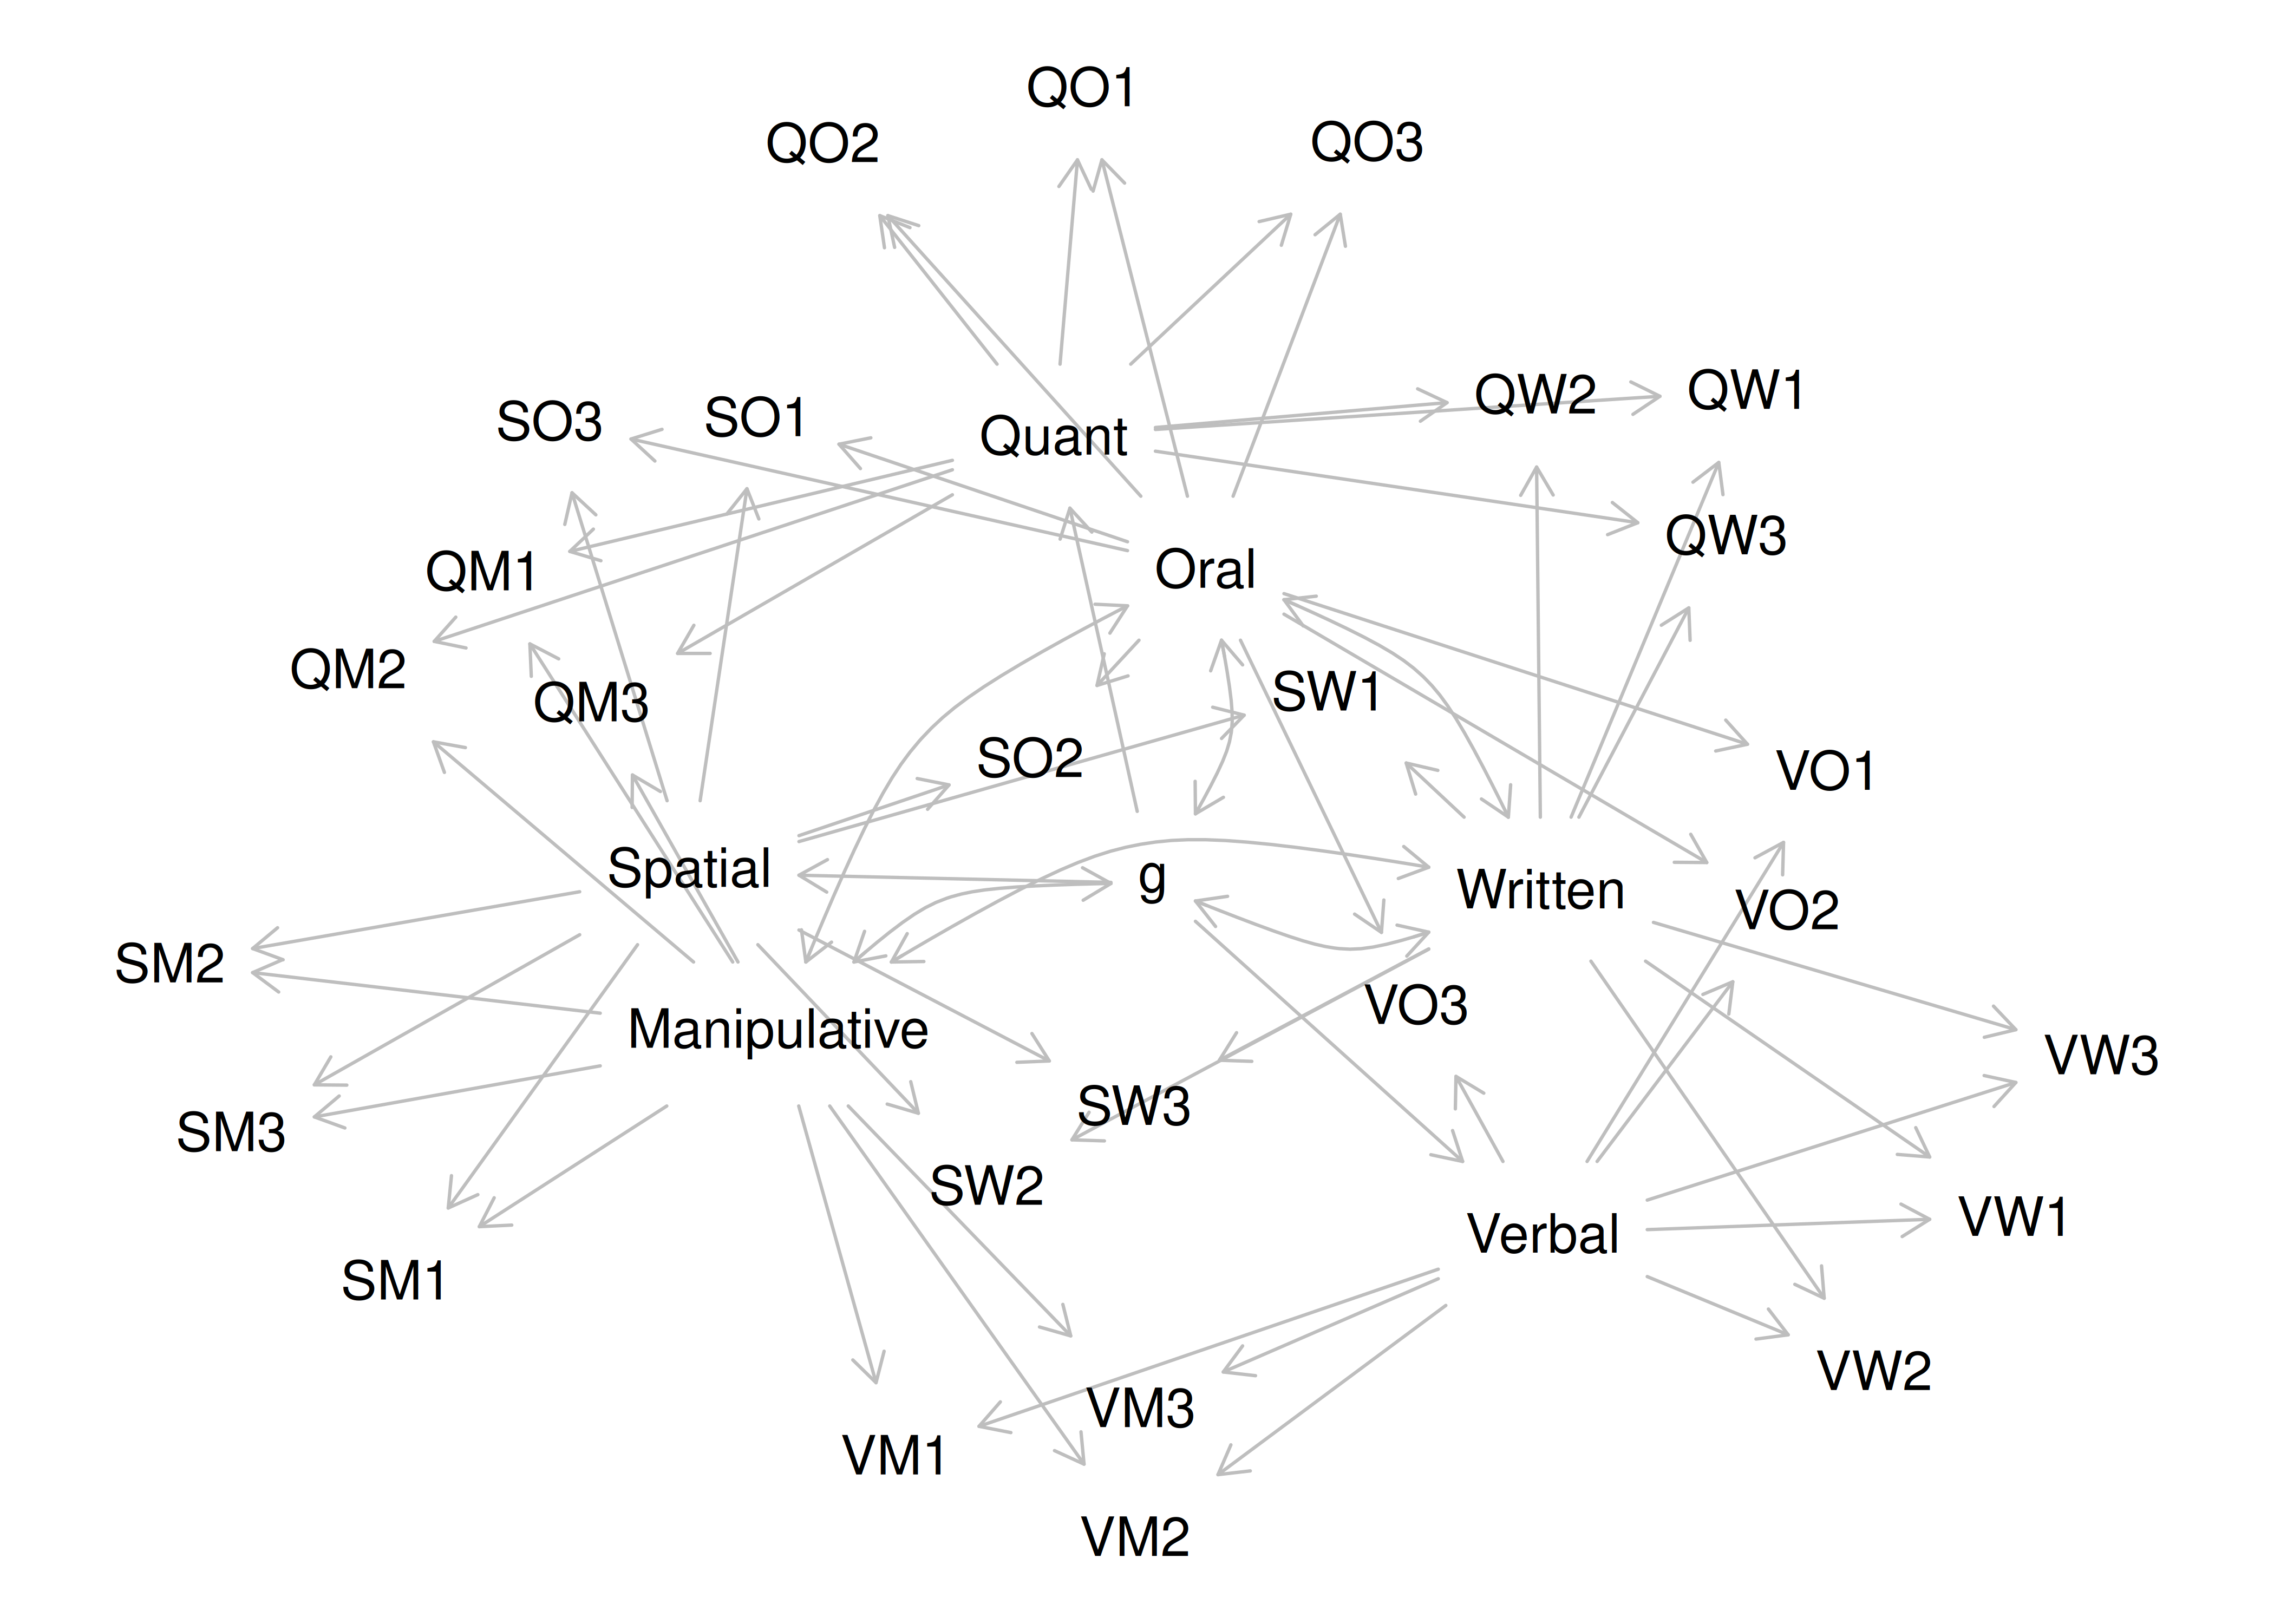 QO1
QO2
QO3
QW2
QW1
SO3
SO1
Quant
QW3
QM1
Oral
QM2
QM3
SW1
SO2
VO1
Spatial
g
Written
VO2
SM2
VO3
Manipulative
VW3
SW3
SM3
SW2
VW1
Verbal
SM1
VW2
VM3
VM1
VM2